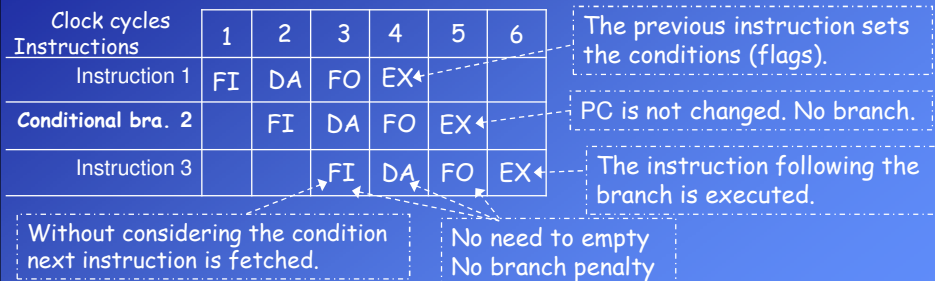 Clock cycles
Instructions
1 2 3 4 5 6
Instruction 1 FI DA FO EX
The previous instruction sets
the conditions (flags).
Conditional bra. 2 FI DA FO EX
PC is not changed. No branch.
Instruction 3 FI DA FO EX
The instruction following the
branch is executed.
Without considering the condition
next instruction is fetched.
No need to empty
No branch penalty